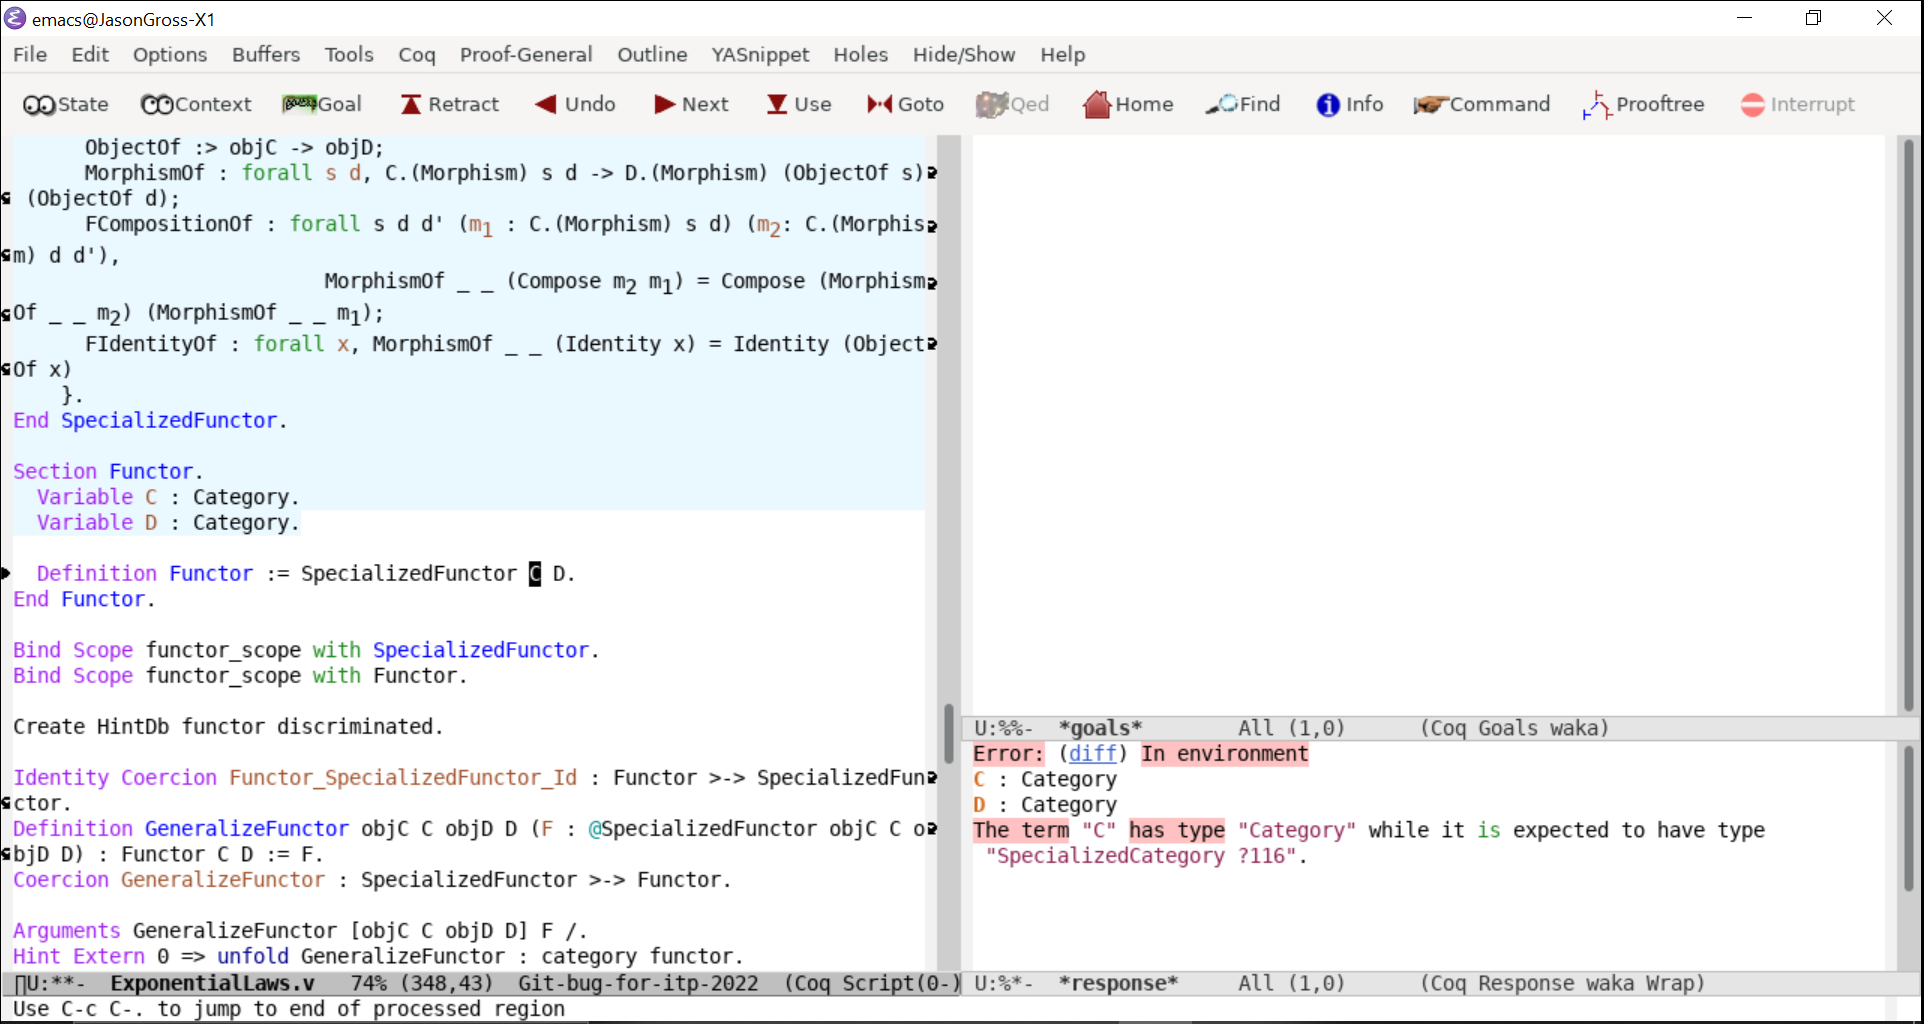 emacs@JasonGross-X1
File Edit Options Buffers Tools Coq Proof-General Outline YASnippet Holes Hide/Show Help
State Context Goal Retract Undo Next Use Goto Qed Home Find Info Command Prooftree Interrupt
ObjectOf :> objC -> objD;
MorphismOf : forall s d, C.(Morphism) s d -> D.(Morphism) (ObjectOf s)
(ObjectOf d);
FCompositionOf : forall s d d' (m₁ : C.(Morphism) s d) (m₂: C.(Morphis
m) d d'),
MorphismOf _ _ (Compose m₂ m₁) = Compose (Morphism
Of _ _ m₂) (MorphismOf _ _ m₁);
FIdentityOf : forall x, MorphismOf _ _ (Identity x) = Identity (Object
Of x)
}.
End SpecializedFunctor.
Section Functor.
Variable C : Category.
Variable D : Category.
Definition Functor := SpecializedFunctor C D.
End Functor.
Bind Scope functor_scope with SpecializedFunctor.
Bind Scope functor_scope with Functor.
Create HintDb functor discriminated.
Identity Coercion Functor_SpecializedFunctor_Id : Functor >-> SpecializedFun
ctor.
Definition GeneralizeFunctor objC C objD D (F : @SpecializedFunctor objC C o
bjD D) : Functor C D := F.
Coercion GeneralizeFunctor : SpecializedFunctor >-> Functor.
Arguments GeneralizeFunctor [objC C objD D] F /.
Hint Extern 0 => unfold GeneralizeFunctor : category functor.
U:**- ExponentialLaws.v 74% (348,43) Git-bug-for-itp-2022 (Coq Script(0-)
Use C-c C-. to jump to end of processed region
U:%%- *goals* All (1,0) (Coq Goals waka)
Error: (diff) In environment
C : Category
D : Category
The term "C" has type "Category" while it is expected to have type
"SpecializedCategory ?116".
U:%*- *response* All (1,0) (Coq Response waka Wrap)